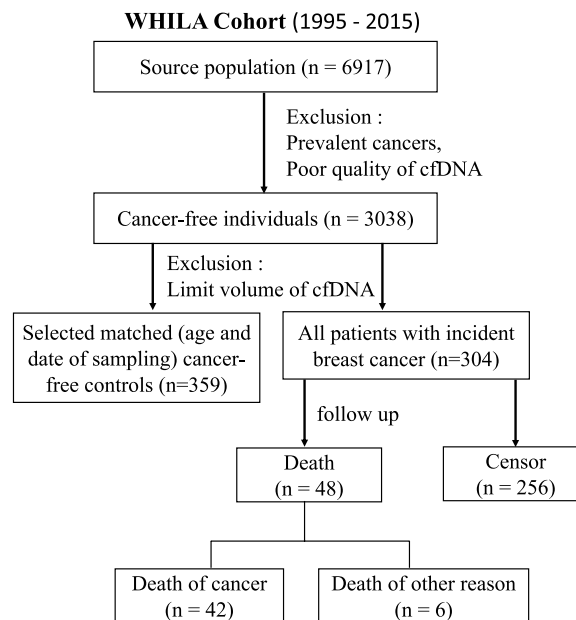 WHILA Cohort (1995 - 2015)
Source population (n = 6917)
Exclusion :
Prevalent cancers,
Poor quality of cfDNA
Cancer-free individuals (n = 3038)
Exclusion :
Limit volume of cfDNA
Selected matched (age and
date of sampling) cancer-
free controls (n=359)
All patients with incident
breast cancer (n=304)
follow up
Death
(n = 48)
Censor
(n = 256)
Death of cancer
(n = 42)
Death of other reason
(n = 6)